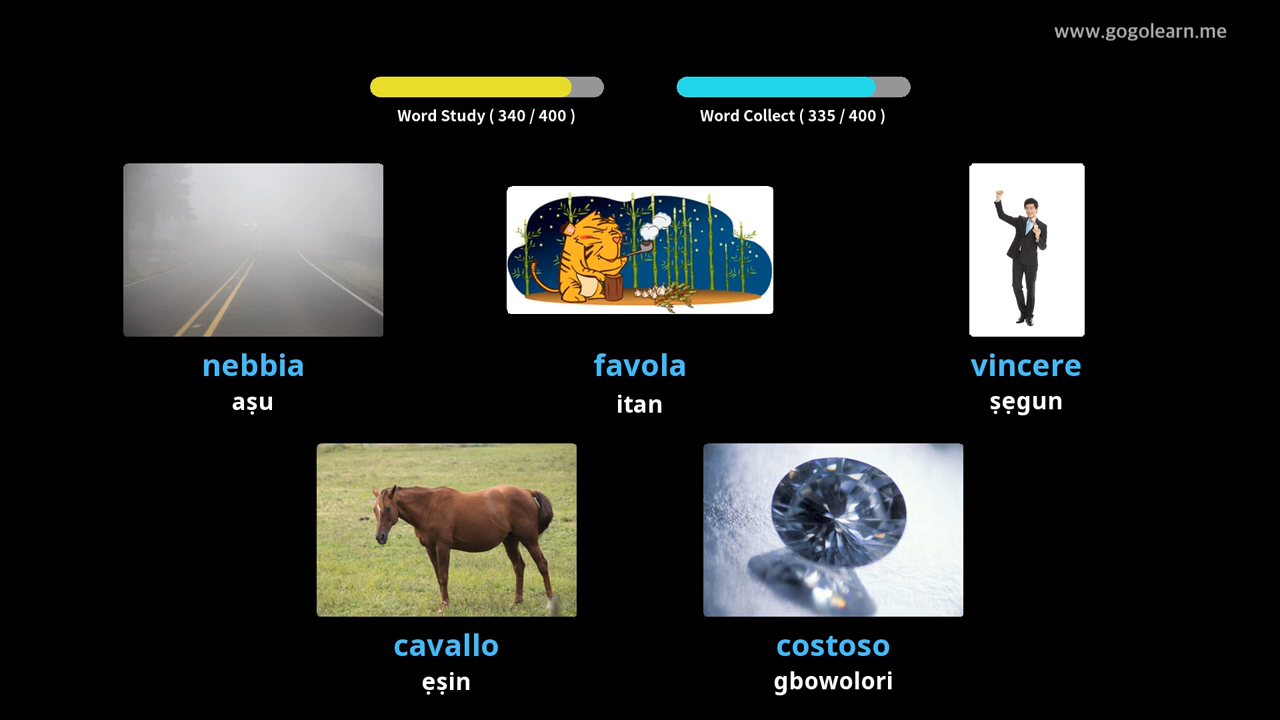 www.gogolearn.me
Word Study ( 340 / 400 )
Word Collect ( 335 / 400 )
nebbia
aṣu
favola
itan
vincere
ṣẹgun
cavallo
ẹṣin
costoso
gbowolori